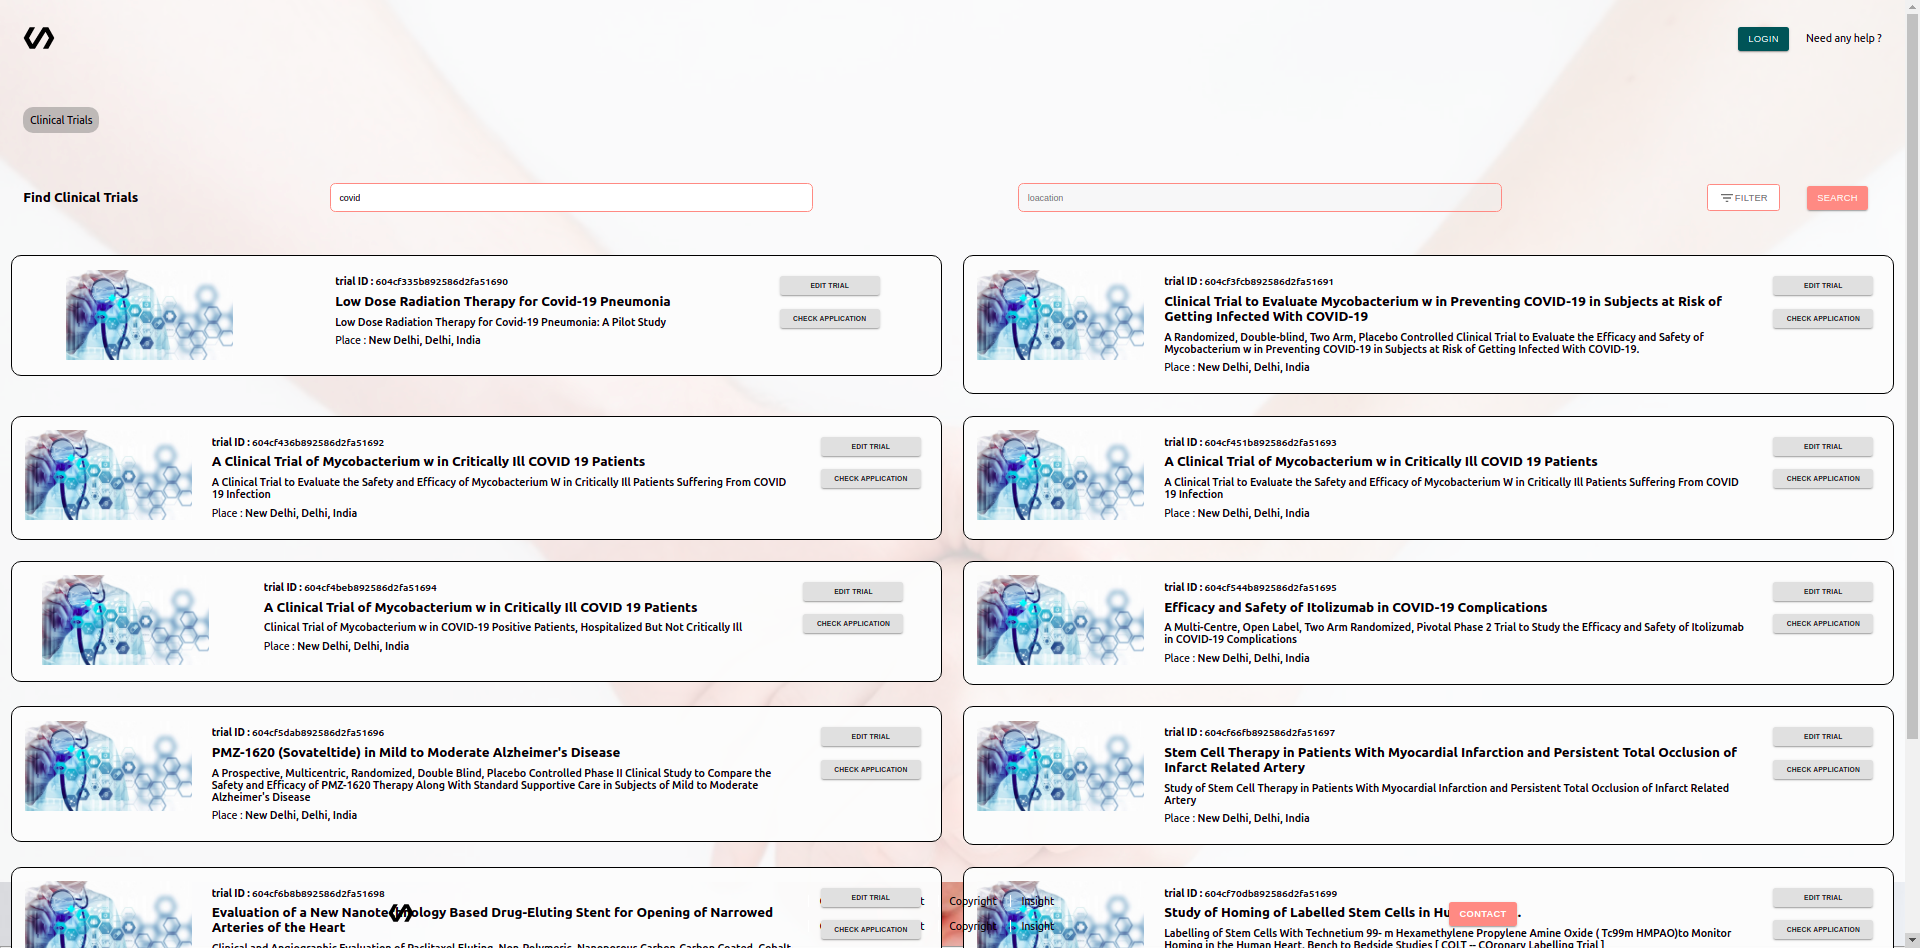 LOGIN
Need any help ?
Clinical Trials
Find Clinical Trials
covid
loacation
FILTER
SEARCH
trial ID : 604cf335b892586d2fa51690
Low Dose Radiation Therapy for Covid-19 Pneumonia
Low Dose Radiation Therapy for Covid-19 Pneumonia: A Pilot Study
Place : New Delhi, Delhi, India
EDIT TRIAL
CHECK APPLICATION
trial ID : 604cf3fcb892586d2fa51691
Clinical Trial to Evaluate Mycobacterium w in Preventing COVID-19 in Subjects at Risk of
Getting Infected With COVID-19
A Randomized, Double-blind, Two Arm, Placebo Controlled Clinical Trial to Evaluate the Efficacy and Safety of
Mycobacterium w in Preventing COVID-19 in Subjects at Risk of Getting Infected With COVID-19.
Place : New Delhi, Delhi, India
EDIT TRIAL
CHECK APPLICATION
trial ID : 604cf436b892586d2fa51692
A Clinical Trial of Mycobacterium w in Critically Ill COVID 19 Patients
A Clinical Trial to Evaluate the Safety and Efficacy of Mycobacterium W in Critically Ill Patients Suffering From COVID
19 Infection
Place : New Delhi, Delhi, India
EDIT TRIAL
CHECK APPLICATION
trial ID : 604cf451b892586d2fa51693
A Clinical Trial of Mycobacterium w in Critically Ill COVID 19 Patients
A Clinical Trial to Evaluate the Safety and Efficacy of Mycobacterium W in Critically Ill Patients Suffering From COVID
19 Infection
Place : New Delhi, Delhi, India
EDIT TRIAL
CHECK APPLICATION
trial ID : 604cf4beb892586d2fa51694
A Clinical Trial of Mycobacterium w in Critically Ill COVID 19 Patients
Clinical Trial of Mycobacterium w in COVID-19 Positive Patients, Hospitalized But Not Critically Ill
Place : New Delhi, Delhi, India
EDIT TRIAL
CHECK APPLICATION
trial ID : 604cf544b892586d2fa51695
Efficacy and Safety of Itolizumab in COVID-19 Complications
A Multi-Centre, Open Label, Two Arm Randomized, Pivotal Phase 2 Trial to Study the Efficacy and Safety of Itolizumab
in COVID-19 Complications
Place : New Delhi, Delhi, India
EDIT TRIAL
CHECK APPLICATION
trial ID : 604cf5dab892586d2fa51696
PMZ-1620 (Sovateltide) in Mild to Moderate Alzheimer's Disease
A Prospective, Multicentric, Randomized, Double Blind, Placebo Controlled Phase II Clinical Study to Compare the
Safety and Efficacy of PMZ-1620 Therapy Along With Standard Supportive Care in Subjects of Mild to Moderate
Alzheimer's Disease
Place : New Delhi, Delhi, India
EDIT TRIAL
CHECK APPLICATION
trial ID : 604cf66fb892586d2fa51697
Stem Cell Therapy in Patients With Myocardial Infarction and Persistent Total Occlusion of
Infarct Related Artery
Study of Stem Cell Therapy in Patients With Myocardial Infarction and Persistent Total Occlusion of Infarct Related
Artery
Place : New Delhi, Delhi, India
EDIT TRIAL
CHECK APPLICATION
trial ID : 604cf6b8b892586d2fa51698
Evaluation of a New Nanotechnology Based Drug-Eluting Stent for Opening of Narrowed
Arteries of the Heart
Clinical and Angiographic Evaluation of Paclitaxel Eluting, Non-Polymeric, Nanoporous Carbon-Carbon Coated, Cobalt
EDIT TRIAL
CHECK APPLICATION
Copyright
Insight
Copyright
Insight
trial ID : 604cf70db892586d2fa51699
Study of Homing of Labelled Stem Cells in
CONTACT
Labelling of Stem Cells With Technetium 99- m Hexamethylene Propylene Amine Oxide ( Tc99m HMPAO)to Monitor
Homing in the Human Heart. Bench to Bedside Studies [ COLT -- COronary Labelling Trial ]
EDIT TRIAL
CHECK APPLICATION